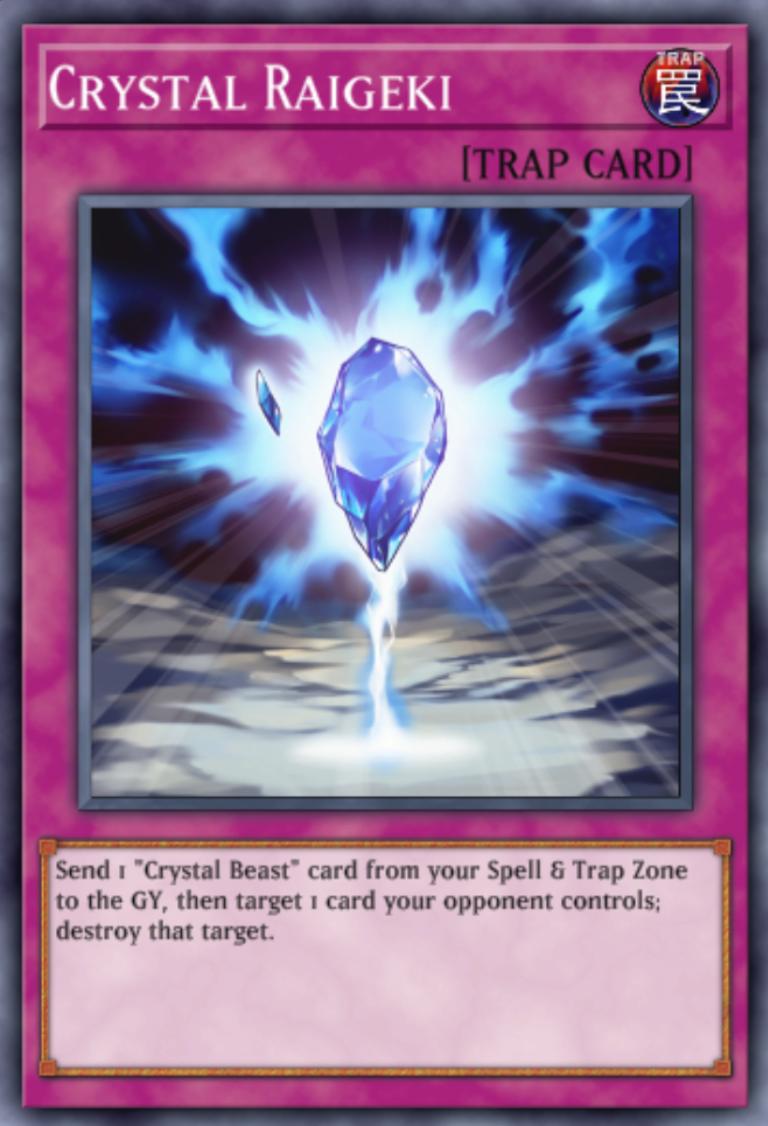 CRYSTAL RAIGEKI
TRAP
罠
[TRAP CARD]
Send 1 "Crystal Beast" card from your Spell & Trap Zone
to the GY, then target 1 card your opponent controls;
destroy that target.